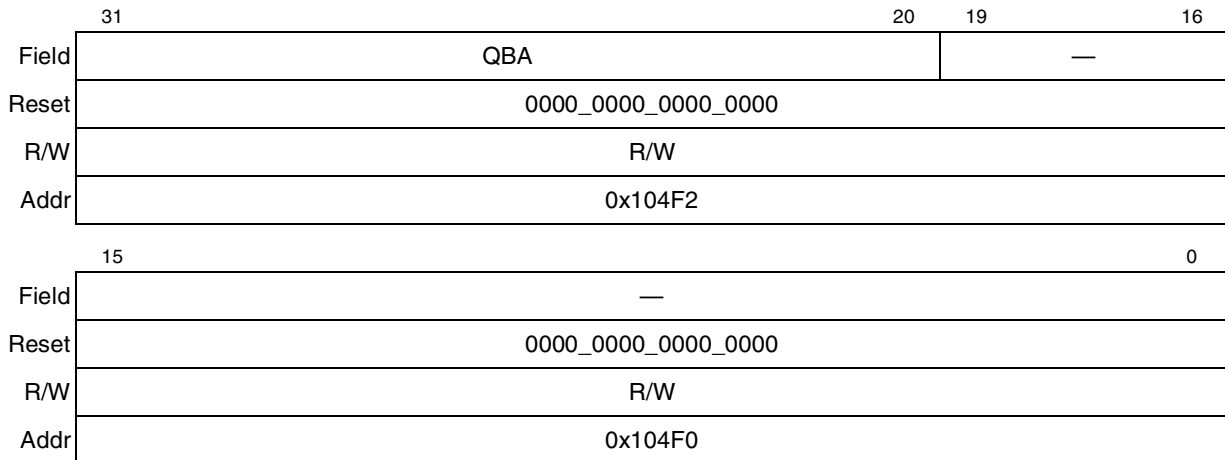 31 20 19 16
Field QBA —
Reset 0000_0000_0000_0000
R/W R/W
Addr 0x104F2
15 0
Field —
Reset 0000_0000_0000_0000
R/W R/W
Addr 0x104F0